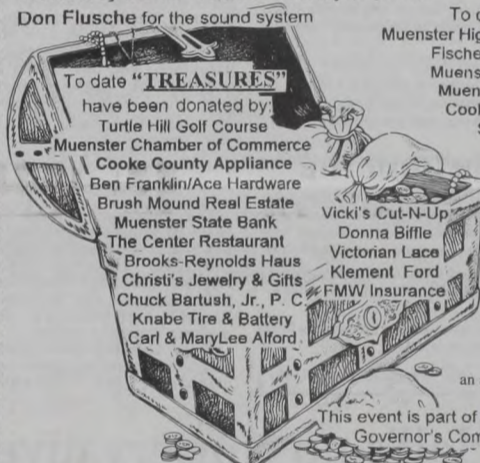 Don Flusche for the sound system
To date "TREASURES"
have been donated by:
Turtle Hill Golf Course
Muenster Chamber of Commerce
Cooke County Appliance
Ben Franklin/Ace Hardware
Brush Mound Real Estate
Muenster State Bank
The Center Restaurant
Brooks-Reynolds Haus
Christi's Jewelry & Gifts
Chuck Bartush, Jr., P. C.
Knabe Tire & Battery
Carl & MaryLee Alford
Vicki's Cut-N-Up
Donna Biffle
Victorian Lace
Klement Ford
FMW Insurance
To
Muenster
an
This event is part of
Governor's